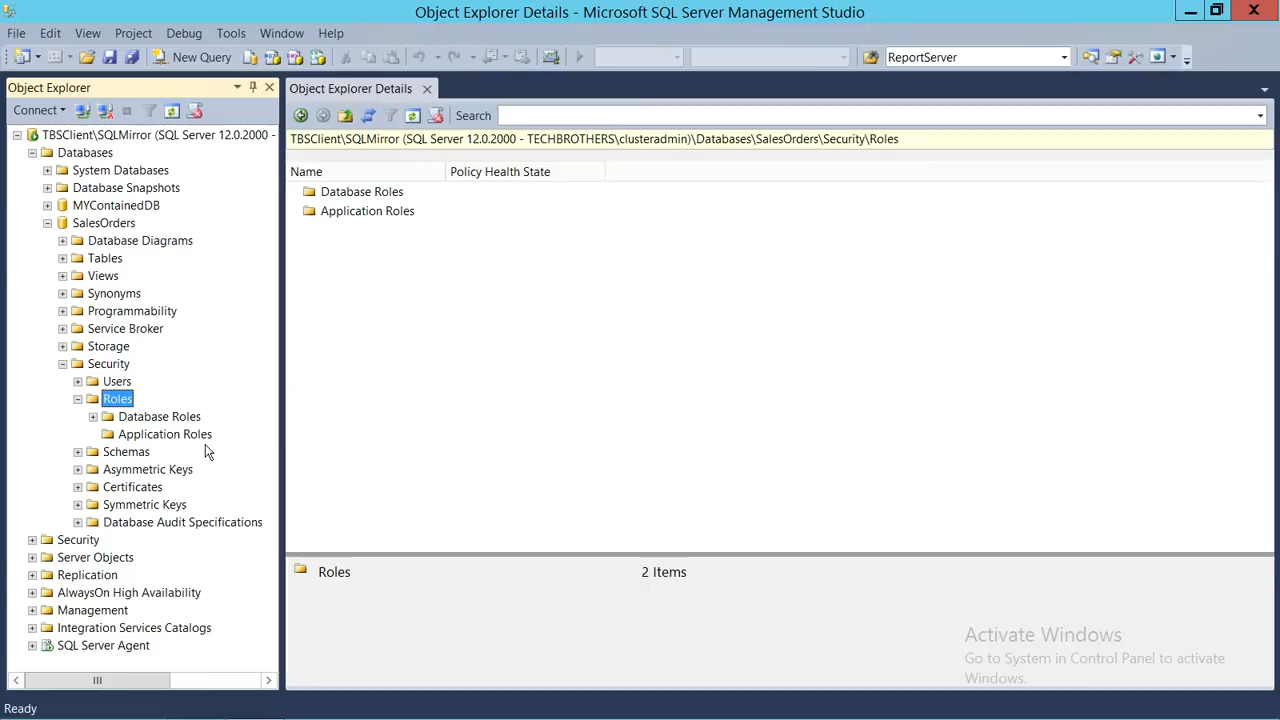 Object Explorer Details - Microsoft SQL Server Management Studio
File Edit View Project Debug Tools Window Help
New Query ReportServer
Object Explorer
Connect
TBSClient\SQLMirror (SQL Server 12.0.2000 -
Databases
System Databases
Database Snapshots
MYContainedDB
SalesOrders
Database Diagrams
Tables
Views
Synonyms
Programmability
Service Broker
Storage
Security
Users
Roles
Database Roles
Application Roles
Schemas
Asymmetric Keys
Certificates
Symmetric Keys
Database Audit Specifications
Security
Server Objects
Replication
AlwaysOn High Availability
Management
Integration Services Catalogs
SQL Server Agent
Object Explorer Details
Search
TBSClient\SQLMirror (SQL Server 12.0.2000 - TECHBROTHERS\clusteradmin)\Databases\SalesOrders\Security\Roles
Name Policy Health State
Database Roles
Application Roles
Roles 2 Items
Activate Windows
Go to System in Control Panel to activate
Windows.
Ready